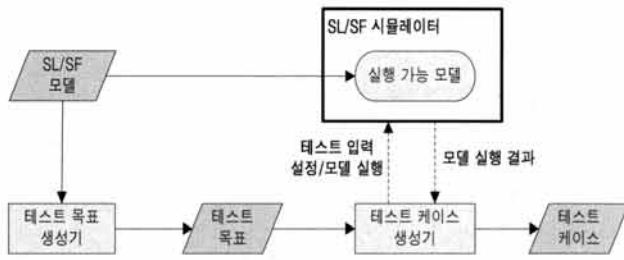 SL/SF 시뮬레이터
SL/SF
모델
실행 가능 모델
테스트 입력
설정/모델 실행
모델 실행 결과
테스트 목표
생성기
테스트
목표
테스트 케이스
생성기
테스트
케이스